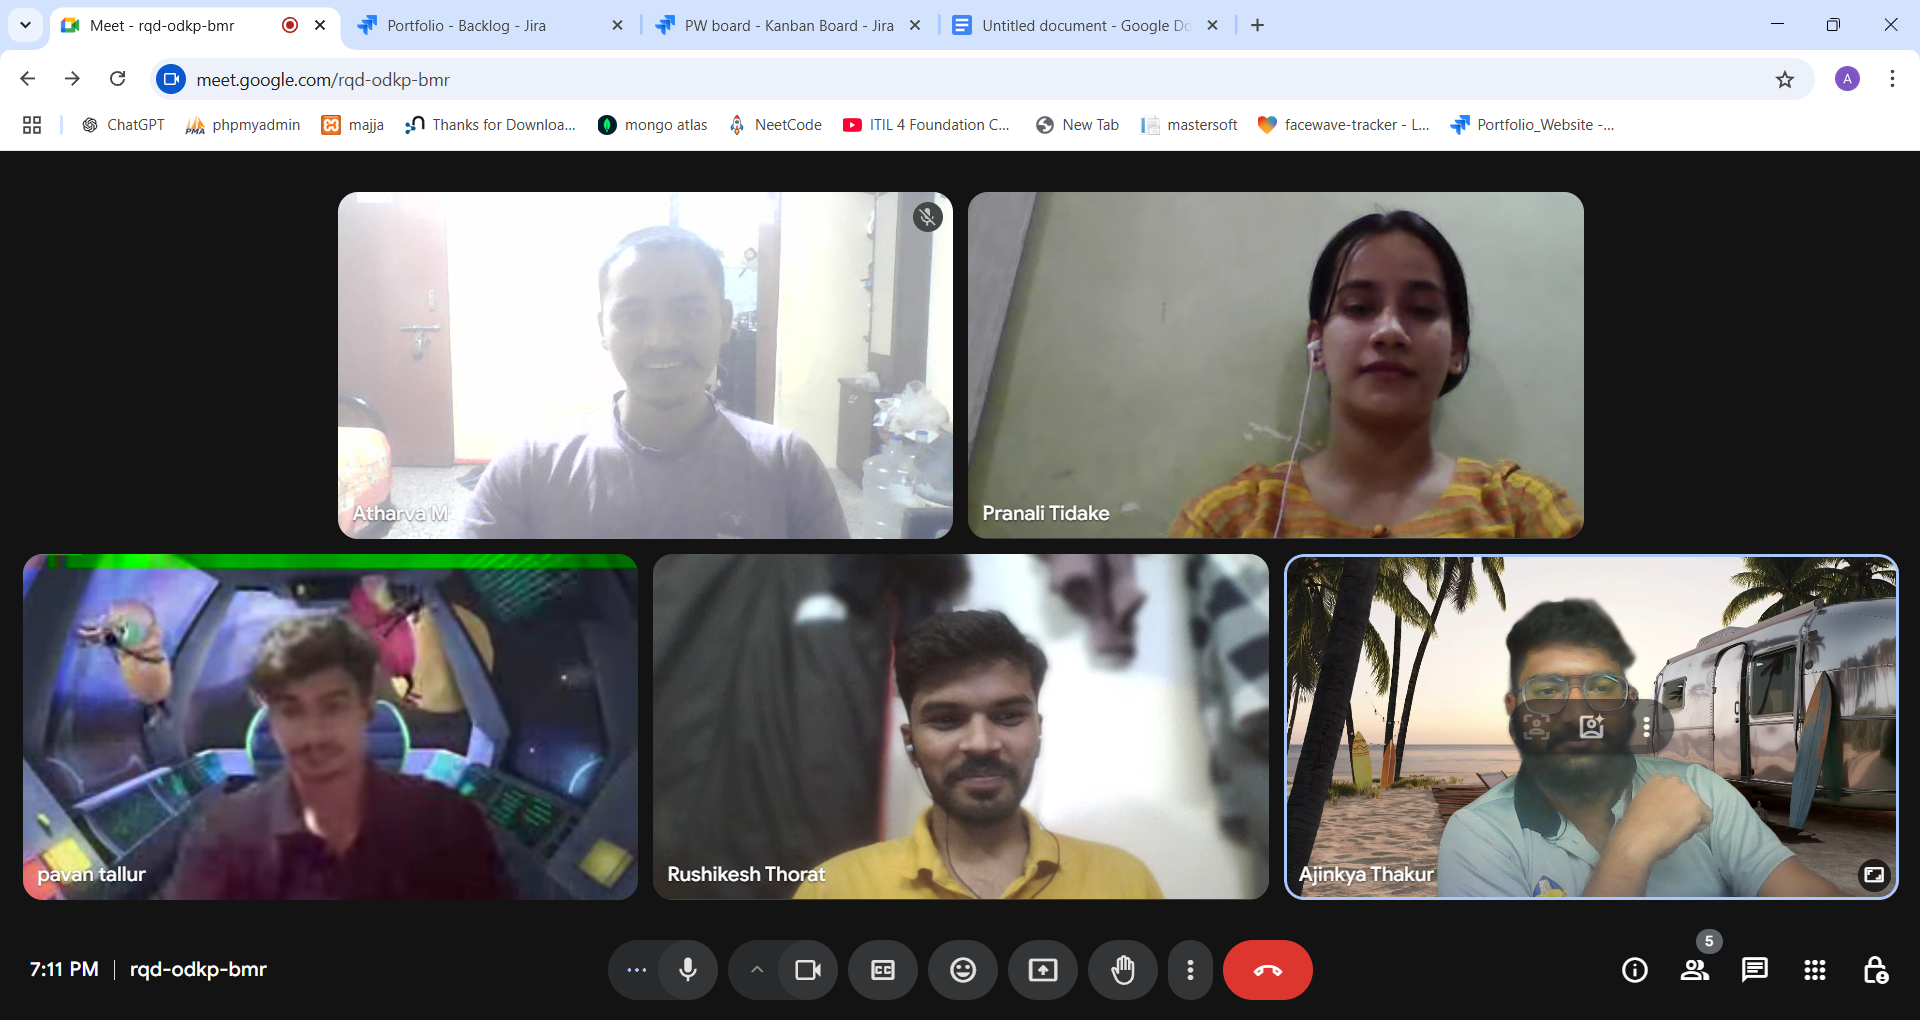 Meet - rqd-odkp-bmr
Portfolio - Backlog - Jira
PW board - Kanban Board - Jira
Untitled document - Google Do
meet.google.com/rqd-odkp-bmr
A
ChatGPT
PMA
phpmyadmin
majja
Thanks for Downloa...
mongo atlas
NeetCode
ITIL 4 Foundation C...
New Tab
mastersoft
facewave-tracker - L...
Portfolio_Website -...
Atharva M
Pranali Tidake
pavan tallur
Rushikesh Thorat
Ajinkya Thakur
7:11 PM
rqd-odkp-bmr
CC
5